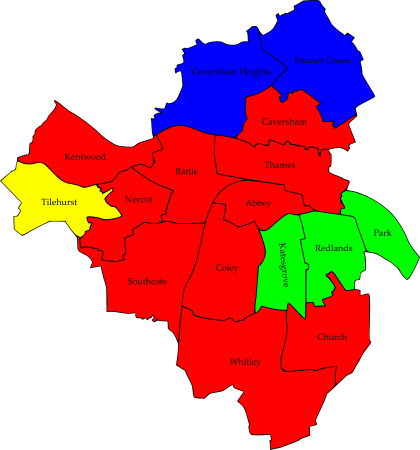 Emmer Green
Caversham Heights
Caversham
Kentwood
Battle
Thames
Tilehurst
Norcot
Abbey
Park
Redlands
Katesgrove
Coley
Southcote
Church
Whitley